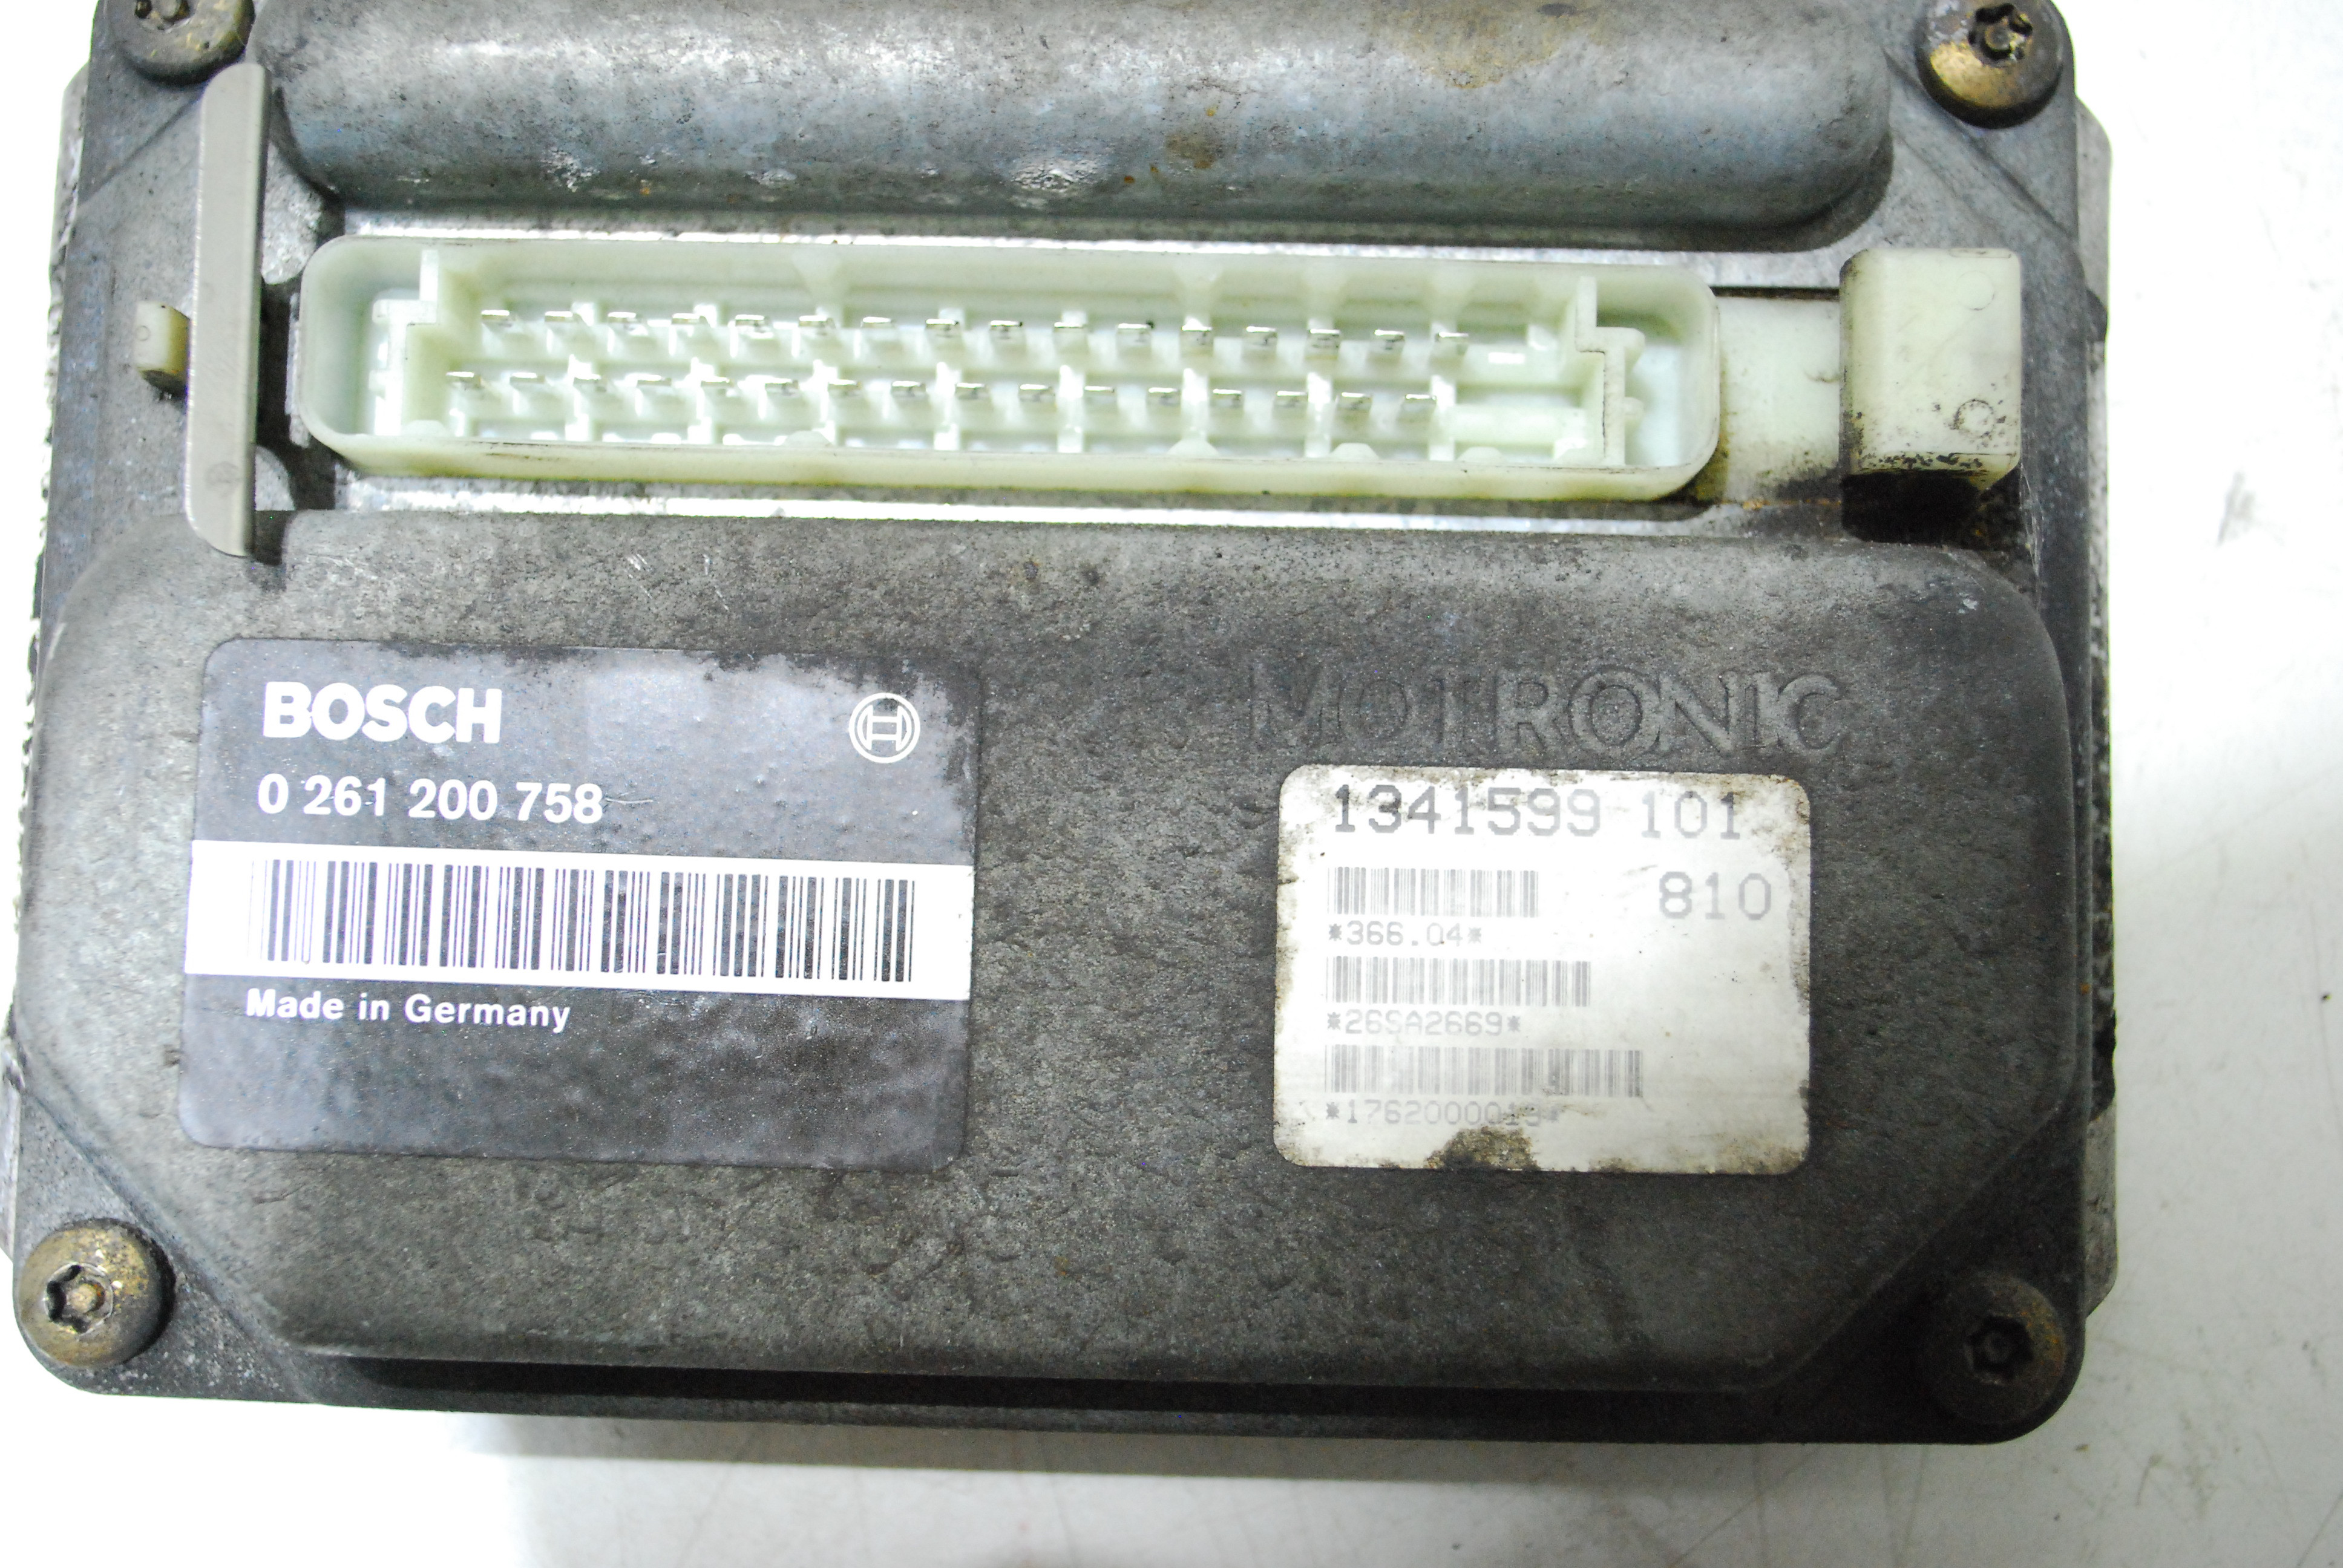 BOSCH
0 261 200 758
Made in Germany
MOTRONIC
1341599 101
810
*366.04*
*26SA2669*